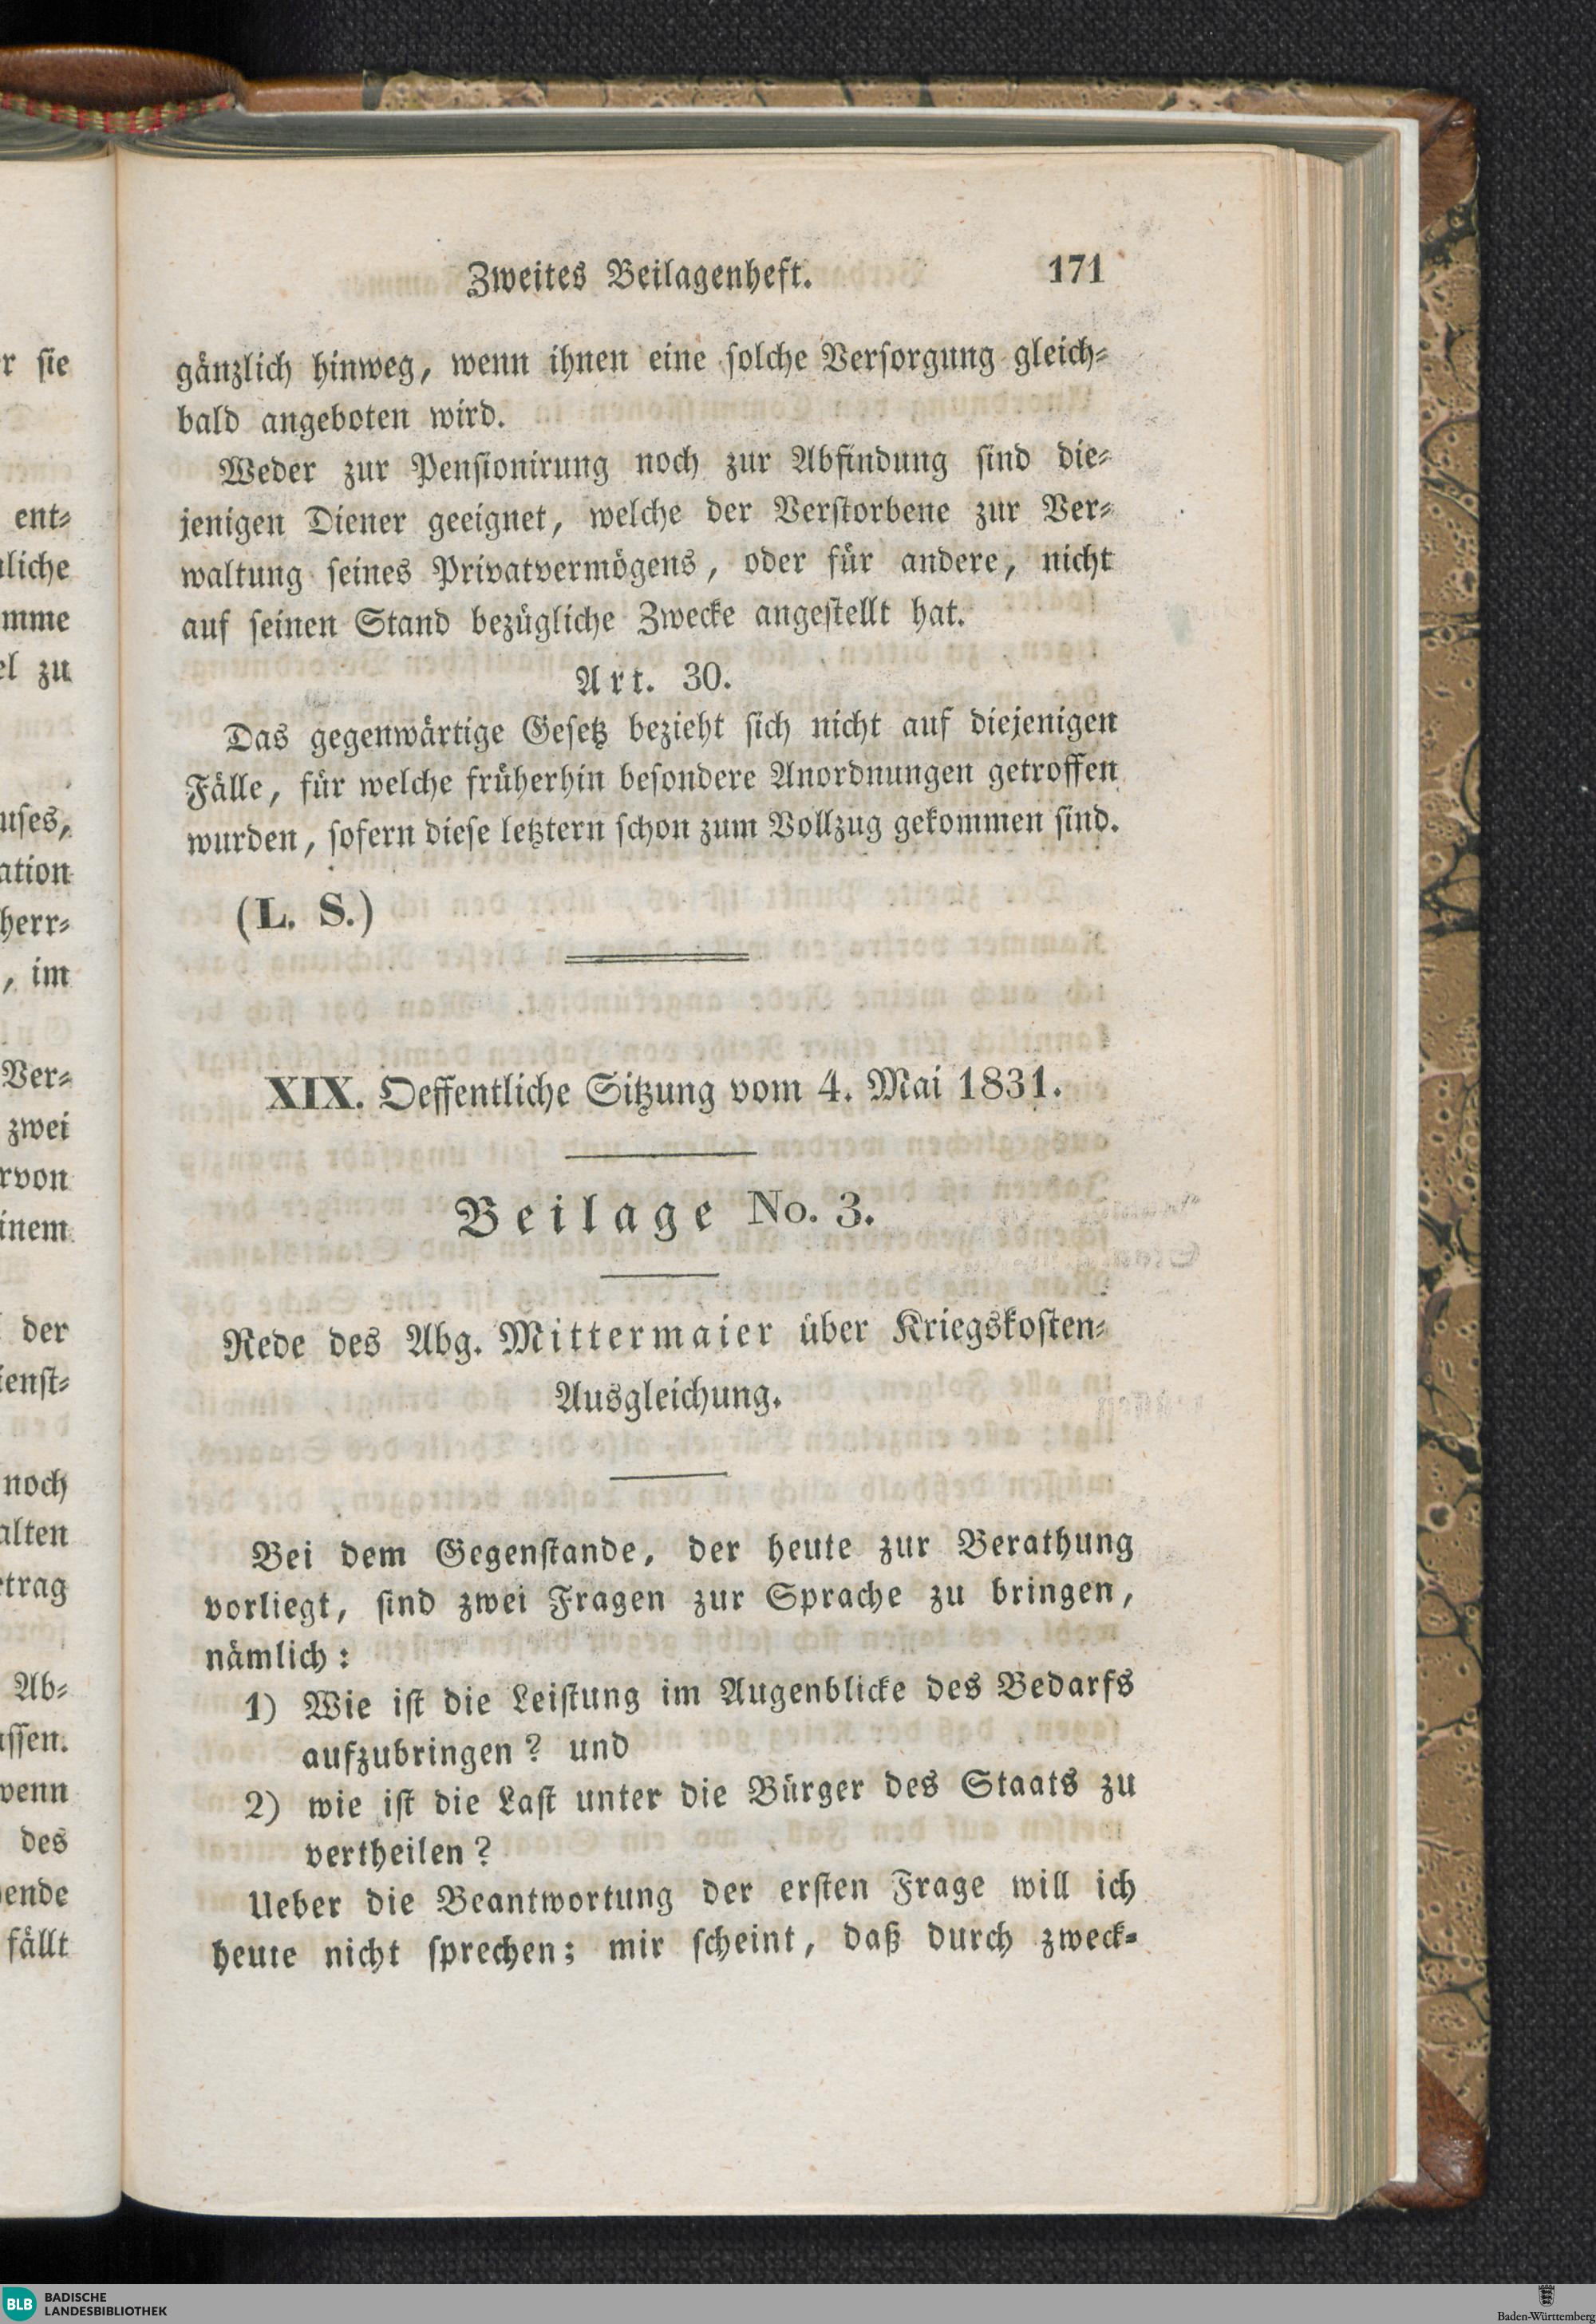 Zweites Beilagenheft. 171
gänzlich hinweg, wenn ihnen eine solche Versorgung gleich-
bald angeboten wird.
Weder zur Pensionirung noch zur Abfindung sind die-
jenigen Diener geeignet, welche der Verstorbene zur Ver-
waltung seines Privatvermögens, oder für andere, nicht
auf seinen Stand bezügliche Zwecke angestellt hat.
Art. 30.
Das gegenwärtige Gesetz bezieht sich nicht auf diejenigen
Fälle, für welche früherhin besondere Anordnungen getroffen
wurden, sofern diese letztern schon zum Vollzug gekommen sind.
(L. S.)
XIX. Oeffentliche Sitzung vom 4. Mai 1831.
Beilage No. 3.
Rede des Abg. Mittermaier über Kriegskosten-
Ausgleichung.
Bei dem Gegenstande, der heute zur Berathung
vorliegt, sind zwei Fragen zur Sprache zu bringen,
nämlich:
1) Wie ist die Leistung im Augenblicke des Bedarfs
aufzubringen? und
2) wie ist die Last unter die Bürger des Staats zu
vertheilen?
Ueber die Beantwortung der ersten Frage will ich
heute nicht sprechen; mir scheint, daß durch zweck-
BLB BADISCHE
LANDESBIBLIOTHEK
Baden-Württemberg